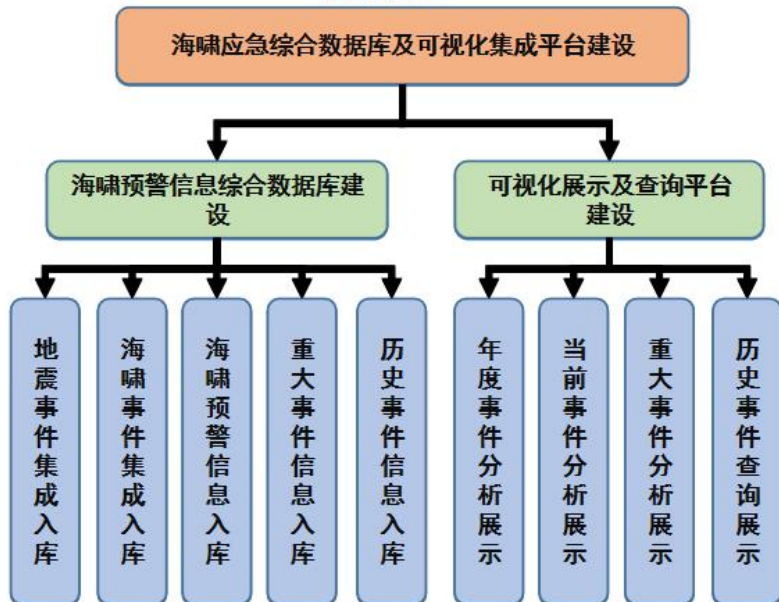 海啸应急综合数据库及可视化集成平台建设
海啸预警信息综合数据库建
设
可视化展示及查询平台
建设
地震事件集成入库
海啸事件集成入库
海啸预警信息入库
重大事件信息入库
历史事件信息入库
年度事件分析展示
当前事件分析展示
重大事件分析展示
历史事件查询展示